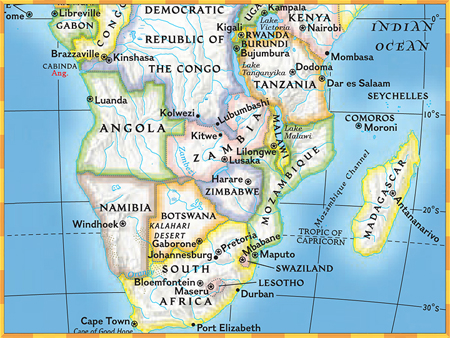 Kampala
Tome
Libreville
GABON
CONGO
DEMOCRATIC
REPUBLIC OF
THE CONGO
UGA
Lake
Victoria
KENYA
0°
Kigali
RWANDA
Nairobi
INDIAN
OCEAN
Brazzaville
Kinshasa
BURUNDI
Bujumbura
Mombasa
CABINDA
Ang.
Lake
Tanganyika
Dodoma
Dar es Salaam
TANZANIA
SEYCHELLES
Luanda
Kolwezi
Lubumbashi
10°S
COMOROS
Moroni
ANGOLA
Kitwe
ZAMBIA
MALAWI
Lake
Malawi
Lilongwe
Lusaka
Zambezi
Harare
ZIMBABWE
MOZAMBIQUE
Mozambique Channel
MADAGASCAR
Antananarivo
NAMIBIA
BOTSWANA
20°S
Windhoek
KALAHARI
DESERT
TROPIC OF
CAPRICORN
Gaborone
Pretoria
Johannesburg
Mbabane
Maputo
SWAZILAND
SOUTH
AFRICA
Bloemfontein
LESOTHO
Maseru
Durban
30°S
Cape Town
Cape of Good Hope
Port Elizabeth